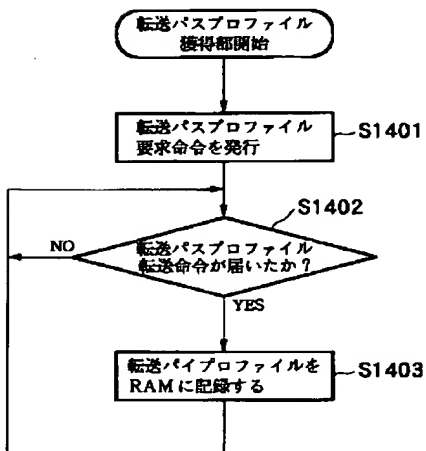 転送パスプロファイル
獲得部開始
転送パスプロファイル
要求命令を発行
S1401
S1402
転送パスプロファイル
転送命令が届いたか?
NO
YES
転送パイプロファイルを
RAMに記録する
S1403